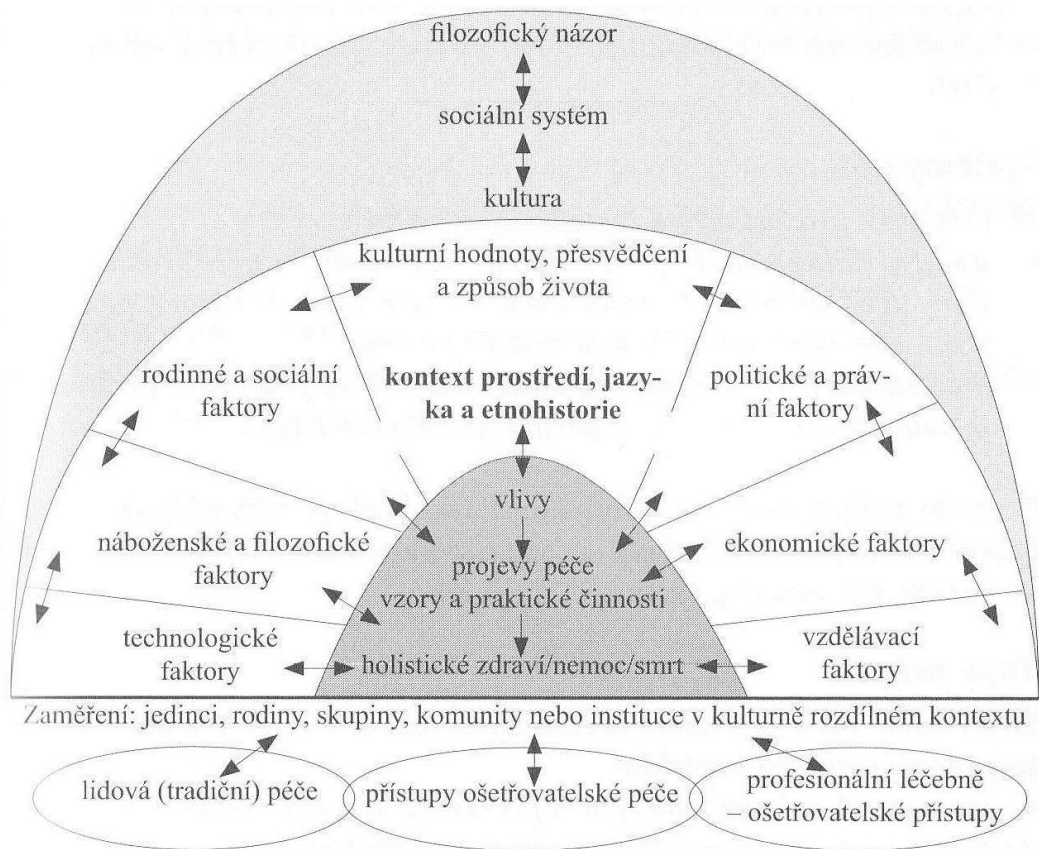 filozofický názor
sociální systém
kultura
kulturní hodnoty, přesvědčení
a způsob života
rodinné a sociální
faktory
kontext prostředí, jazy-
ka a etnohistorie
politické a práv-
ní faktory
vlivy
náboženské a filozofické
faktory
projevy péče
vzory a praktické činnosti
ekonomické faktory
technologické
faktory
holistické zdraví/nemoc/smrt
vzdělávací
faktory
Zaměření: jedinci, rodiny, skupiny, komunity nebo instituce v kulturně rozdílném kontextu
lidová (tradiční) péče
přístupy ošetřovatelské péče
profesionální léčebně
– ošetřovatelské přístupy